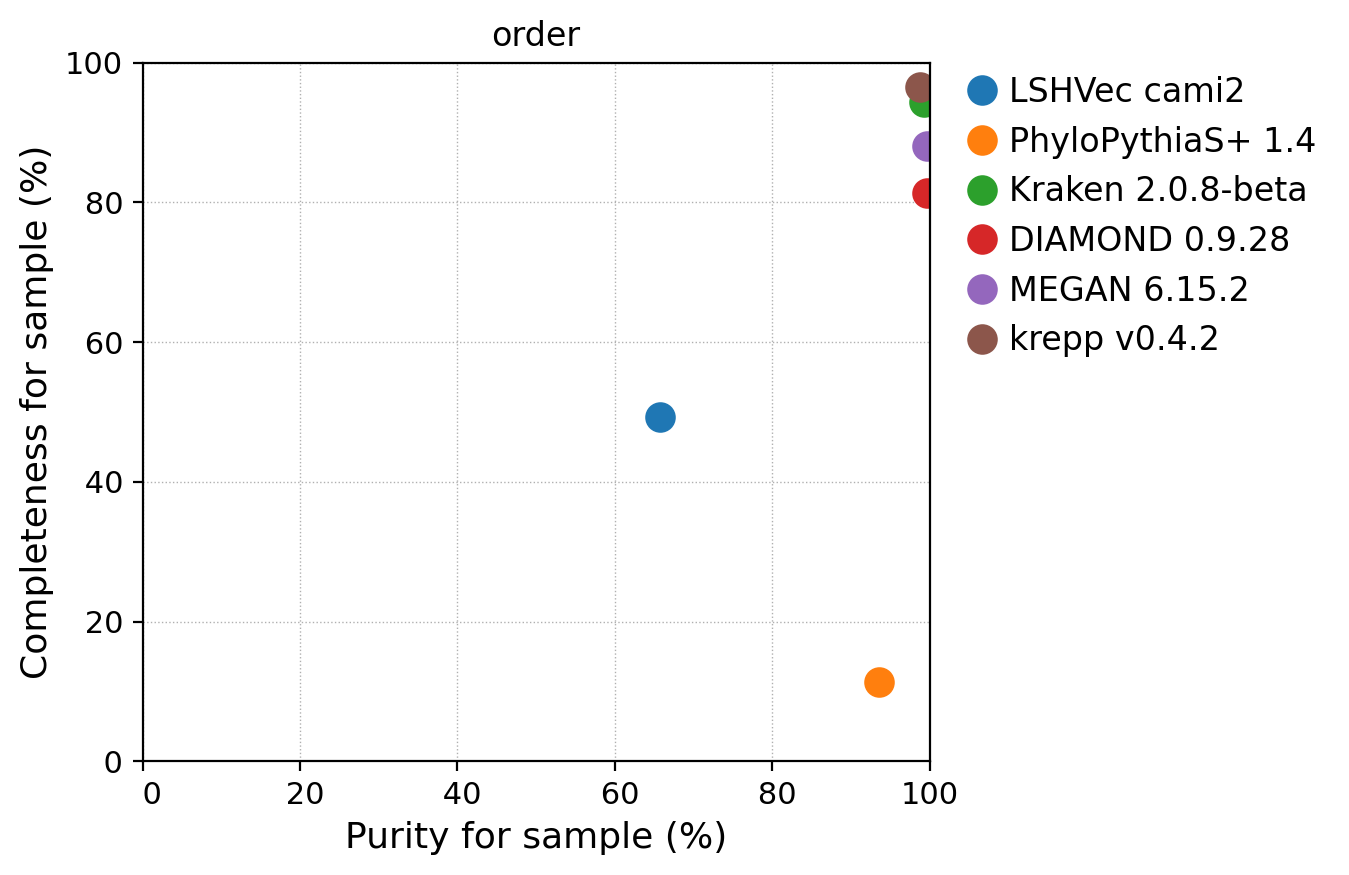 order
100
80
60
40
20
0
Completeness for sample (%)
0 20 40 60 80 100
Purity for sample (%)
LSHVec cami2
PhyloPythiaS+ 1.4
Kraken 2.0.8-beta
DIAMOND 0.9.28
MEGAN 6.15.2
krepp v0.4.2